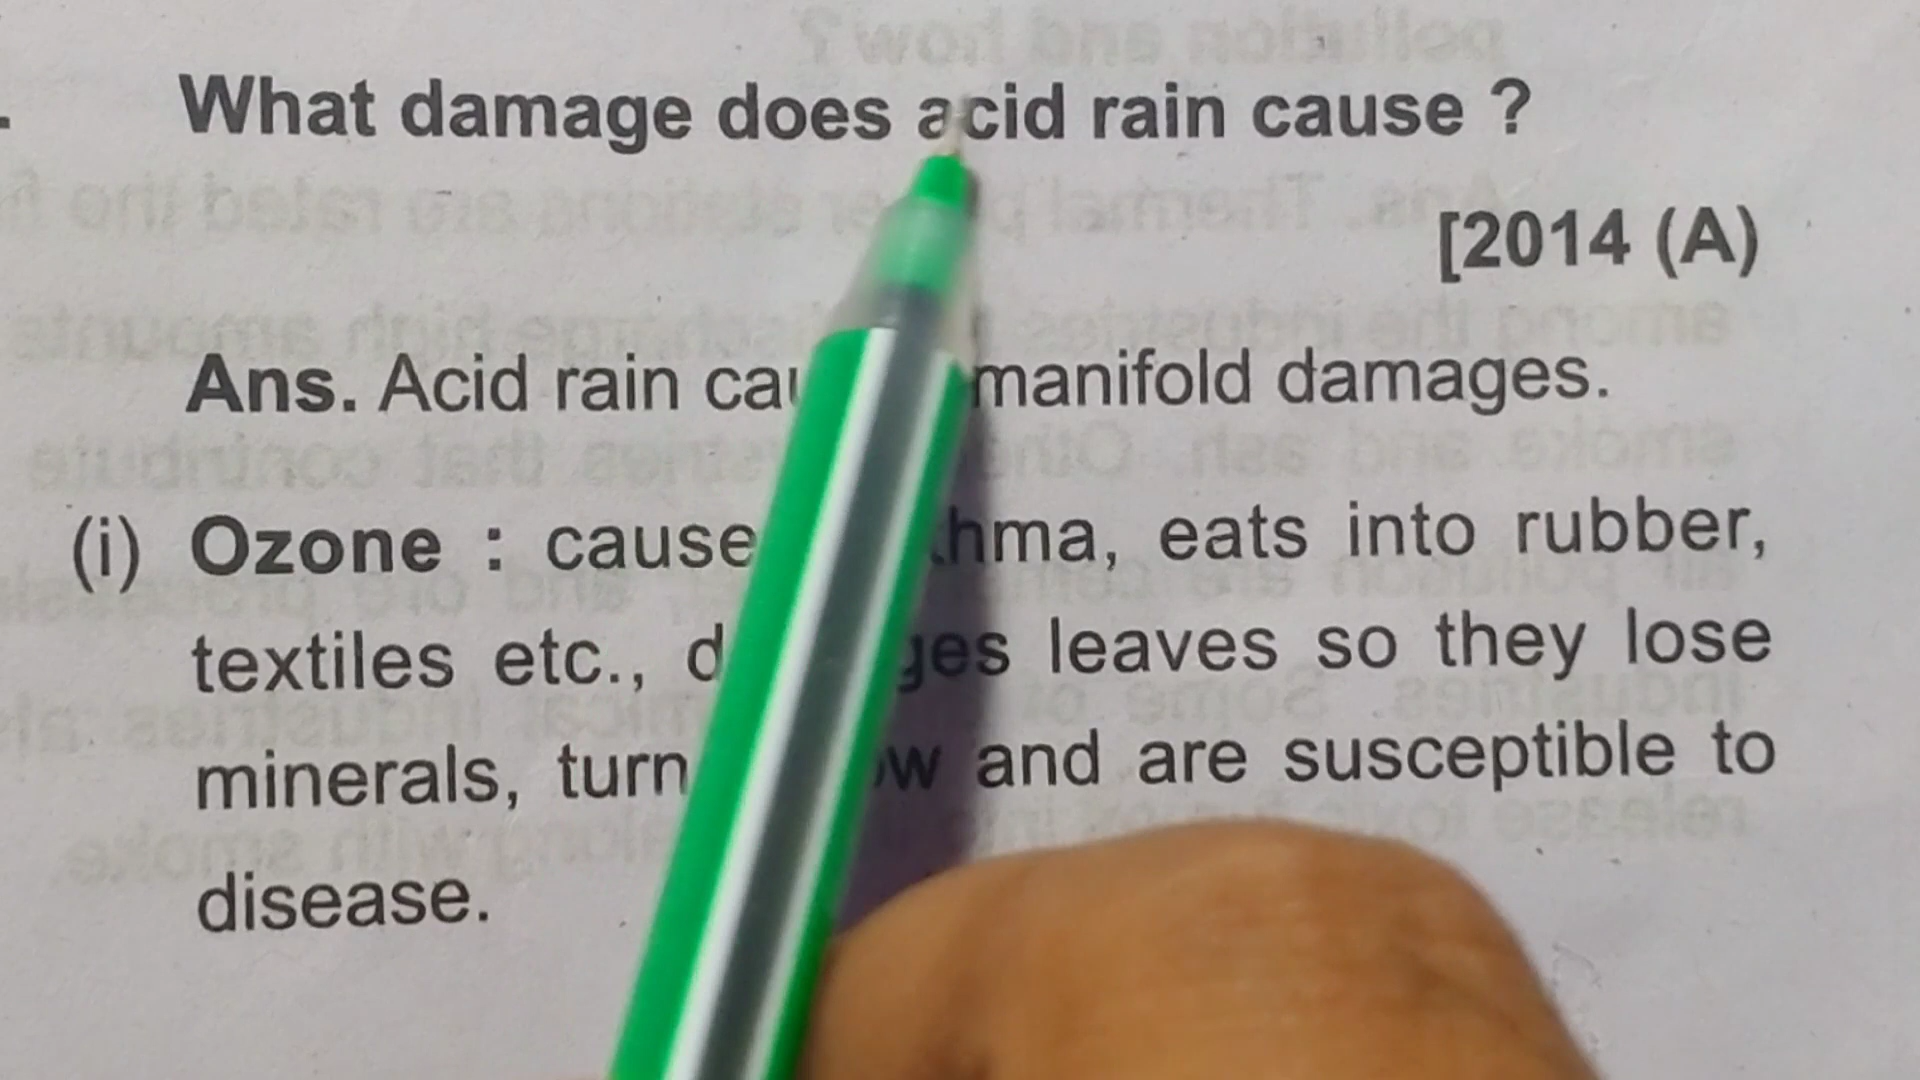 What damage does acid rain cause ?
[2014 (A)
Ans. Acid rain manifold damages.
(i) Ozone : eats into rubber,
textiles etc., leaves so they lose
minerals, and are susceptible to
disease.